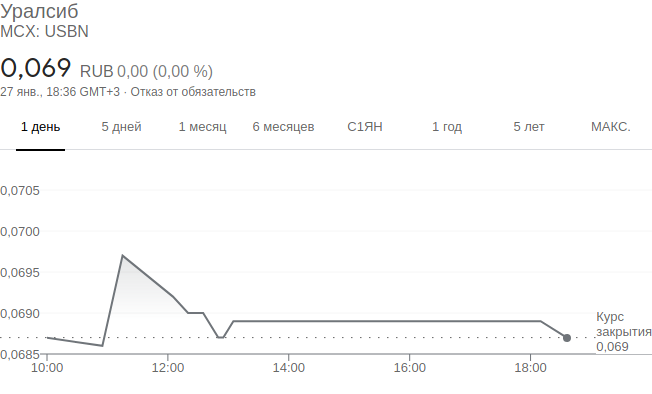 Уралсиб
MCX: USBN
0,069 RUB 0,00 (0,00 %)
27 янв., 18:36 GMT+3 · Отказ от обязательств
1 день 5 дней 1 месяц 6 месяцев С1ЯН 1 год 5 лет МАКС.
0,0705
0,0700
0,0695
0,0690
0,0685
Курс
закрытия
0,069
10:00 12:00 14:00 16:00 18:00